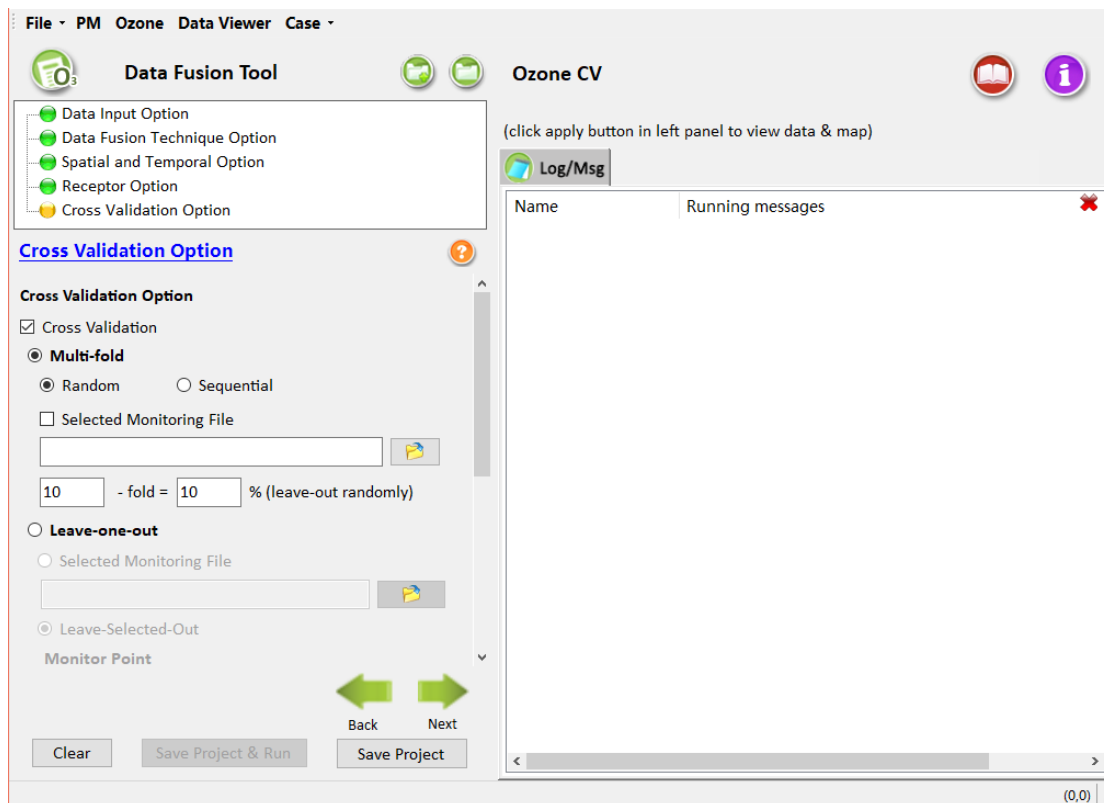 File PM Ozone Data Viewer Case
O3 Data Fusion Tool
Data Input Option
Data Fusion Technique Option
Spatial and Temporal Option
Receptor Option
Cross Validation Option
Cross Validation Option ?
Cross Validation Option
Cross Validation
Multi-fold
Random Sequential
Selected Monitoring File
10 - fold = 10 % (leave-out randomly)
Leave-one-out
Selected Monitoring File
Leave-Selected-Out
Monitor Point
Back Next
Clear Save Project & Run Save Project
Ozone CV i
(click apply button in left panel to view data & map)
Log/Msg
Name Running messages
(0,0)